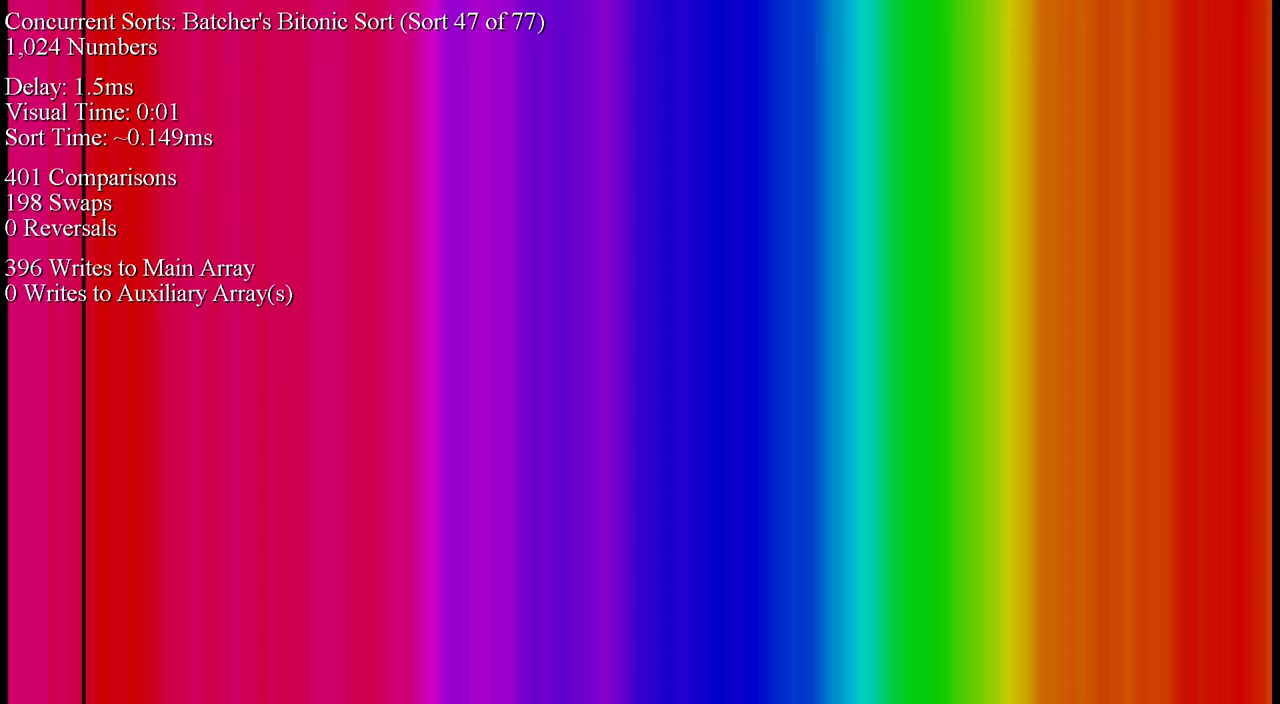 Concurrent Sorts: Batcher's Bitonic Sort (Sort 47 of 77)
1,024 Numbers
Delay: 1.5ms
Visual Time: 0:01
Sort Time: ~0.149ms
401 Comparisons
198 Swaps
0 Reversals
396 Writes to Main Array
0 Writes to Auxiliary Array(s)